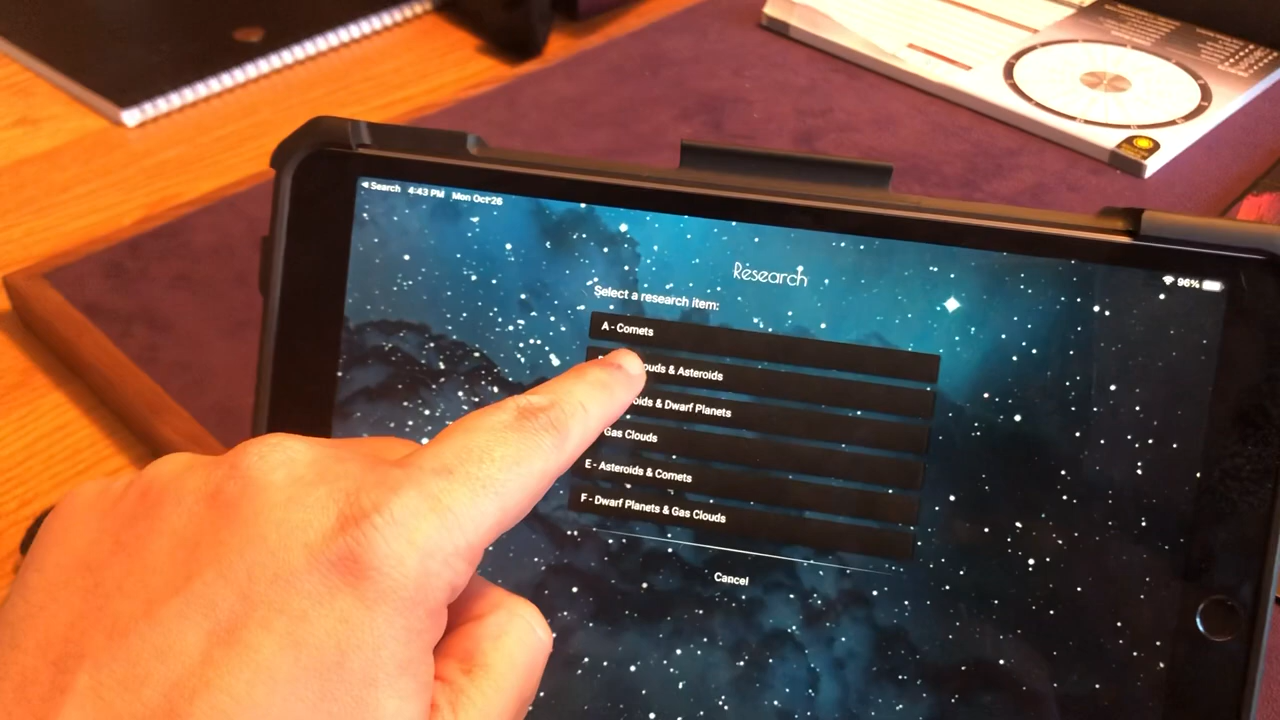 Search 4:43 PM Mon Oct 26
96%
Research
Select a research item:
A - Comets
ouds & Asteroids
oids & Dwarf Planets
Gas Clouds
E - Asteroids & Comets
F - Dwarf Planets & Gas Clouds
Cancel